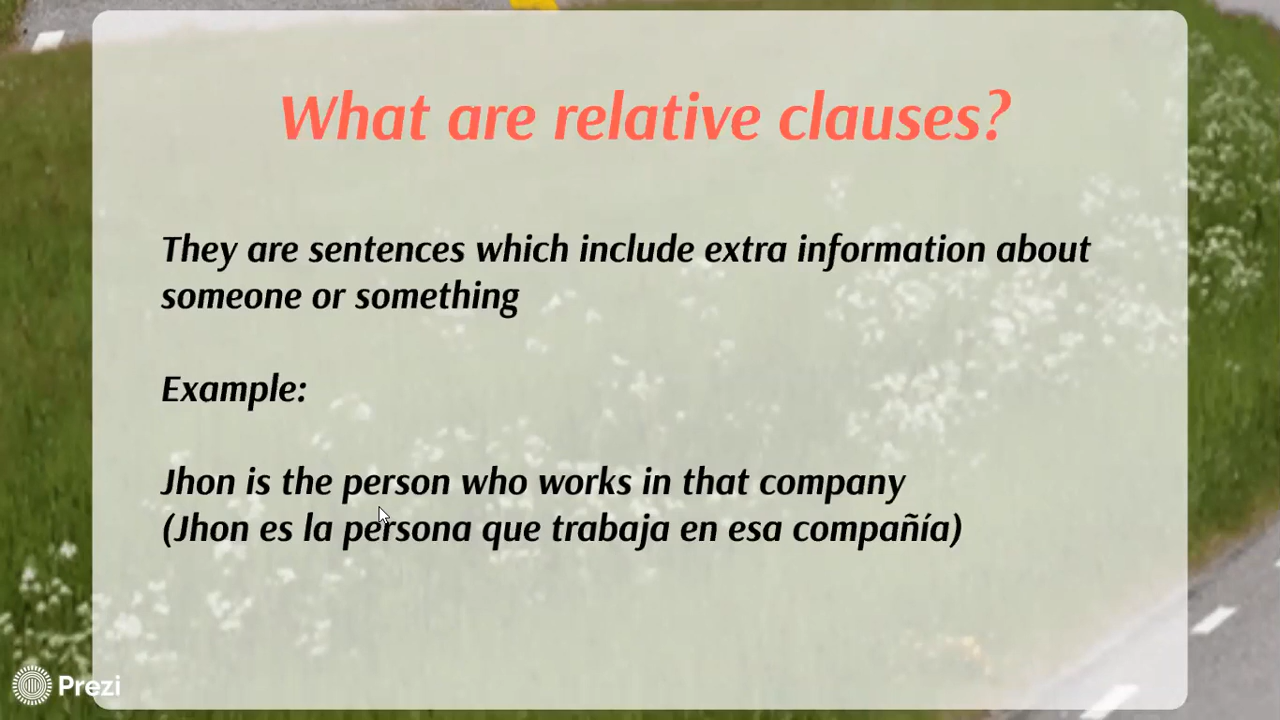 What are relative clauses?
They are sentences which include extra information about
someone or something
Example:
Jhon is the person who works in that company
(Jhon es la persona que trabaja en esa compañía)
Prezi